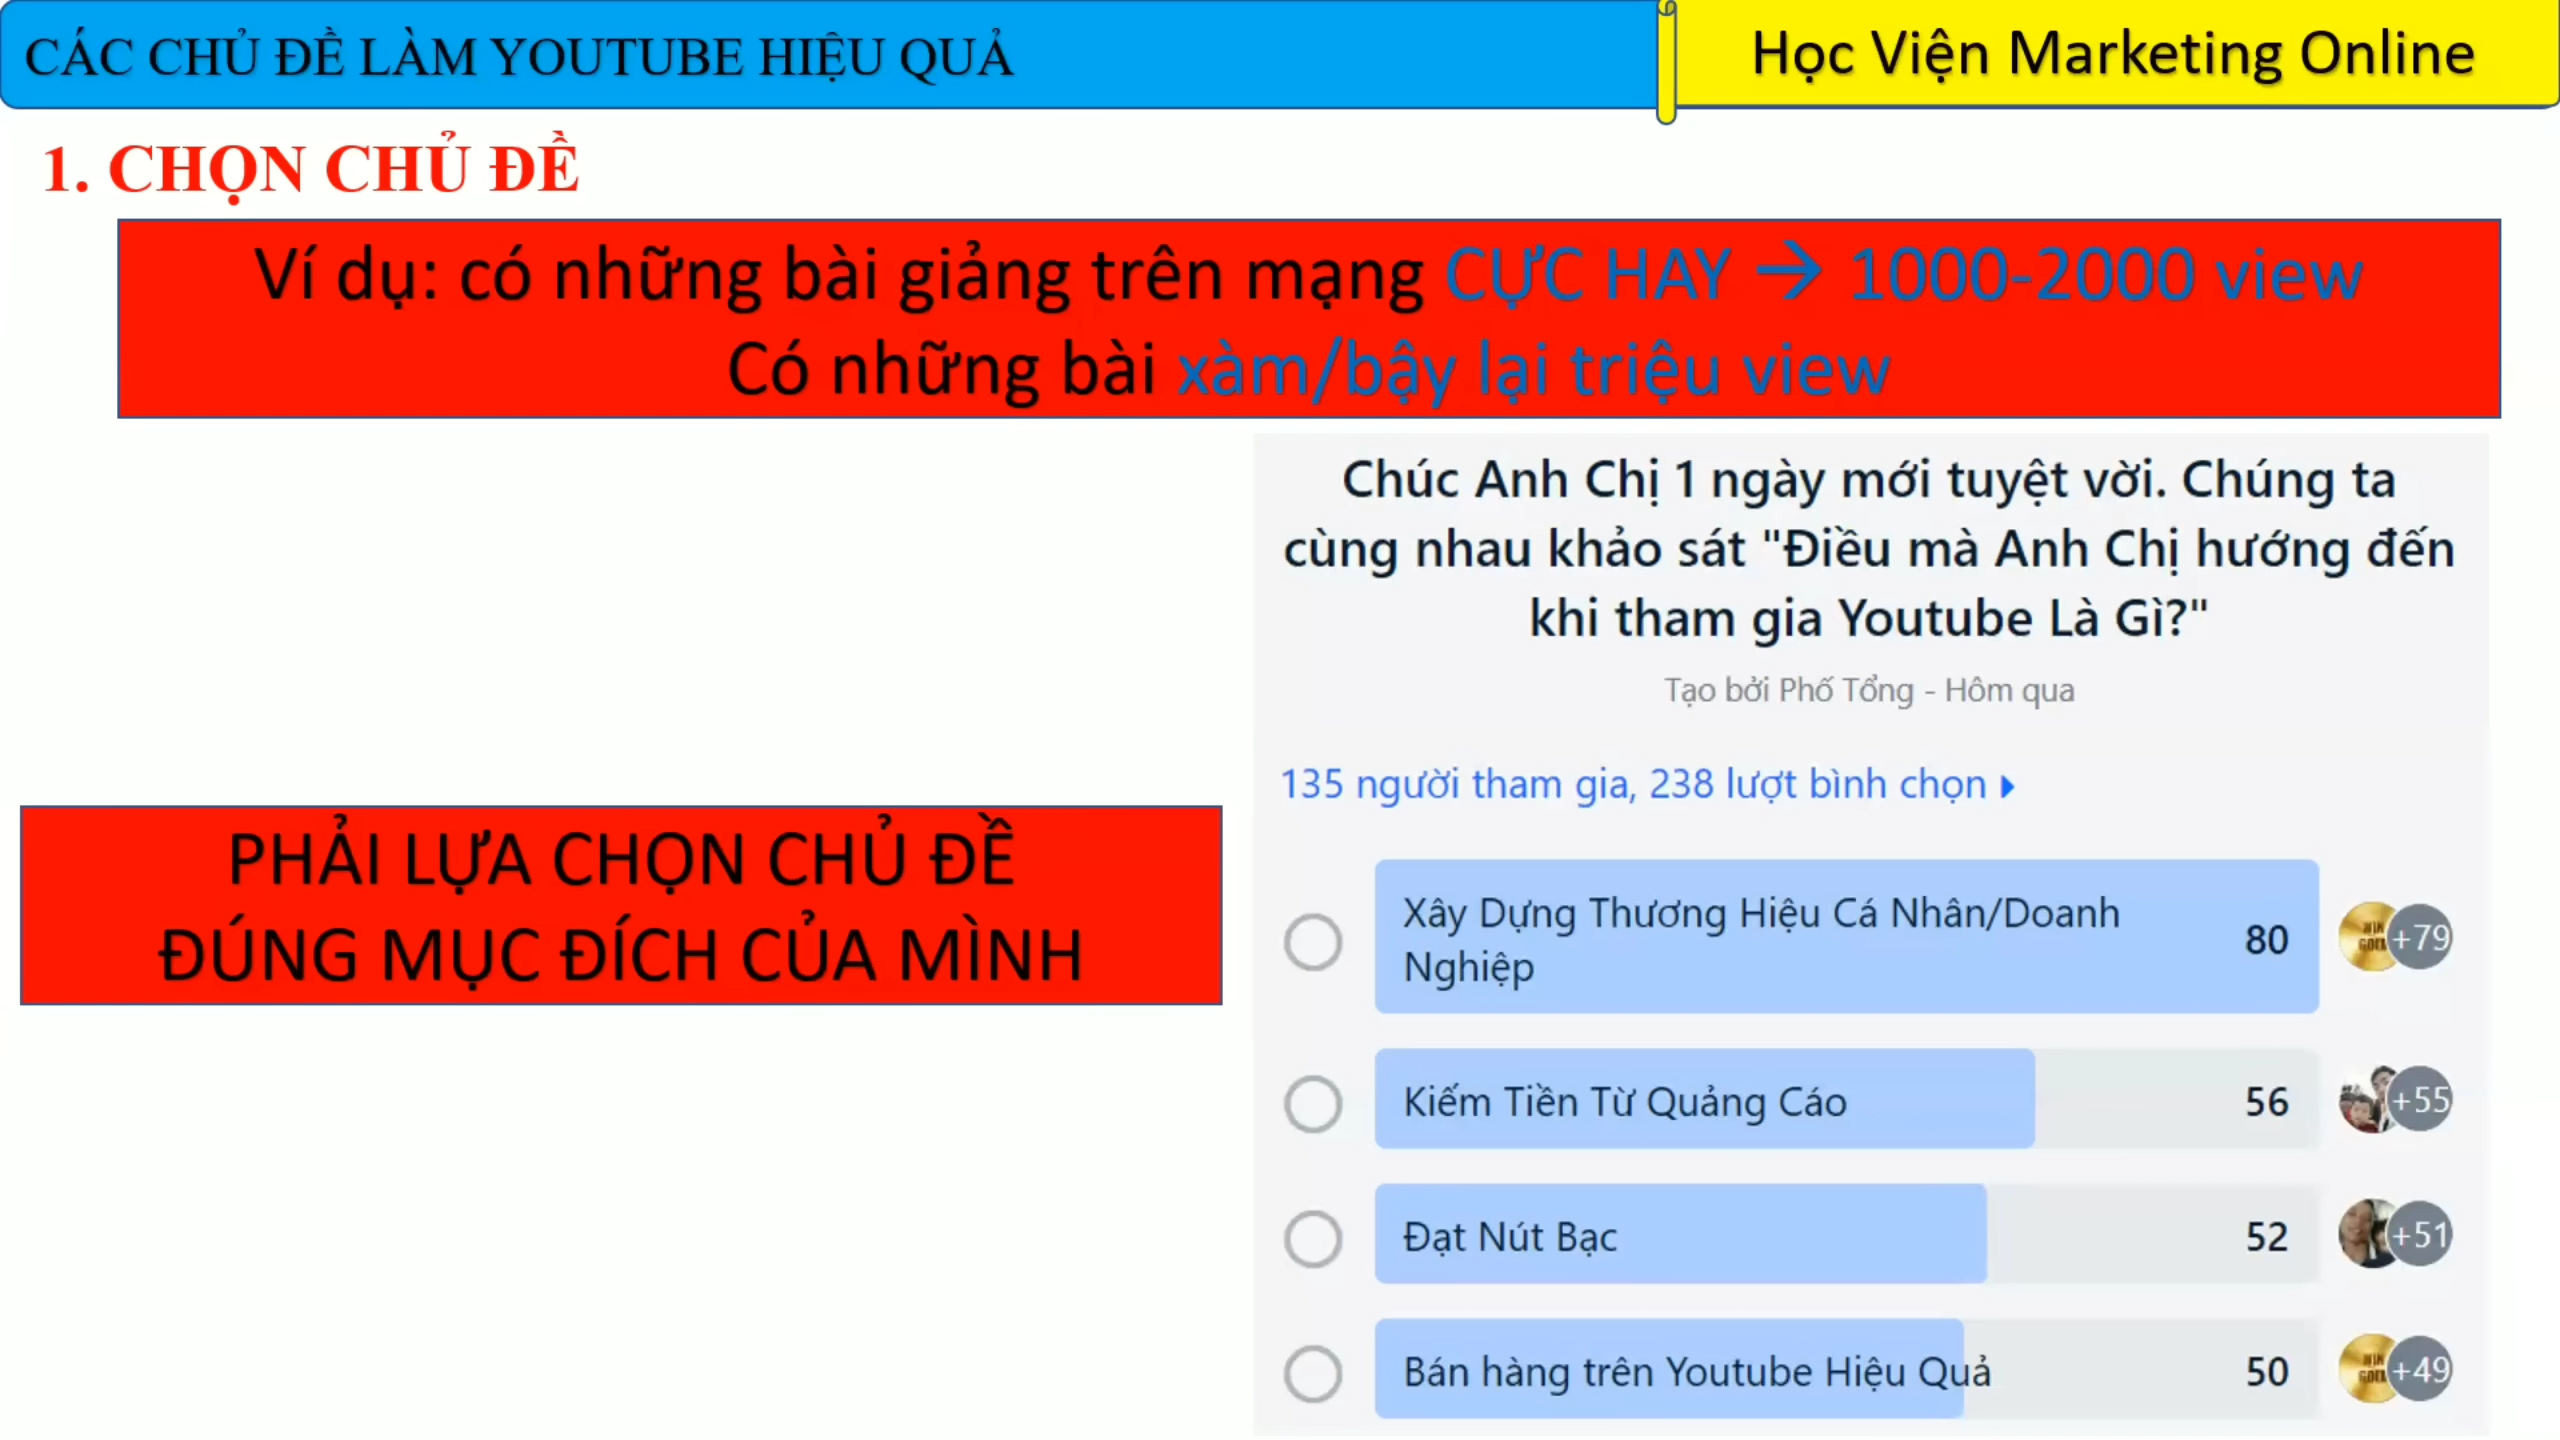 CÁC CHỦ ĐỀ LÀM YOUTUBE HIỆU QUẢ
Học Viện Marketing Online
1. CHỌN CHỦ ĐỀ
Ví dụ: có những bài giảng trên mạng CỰC HAY → 1000-2000 view
Có những bài xàm/bậy lại triệu view
PHẢI LỰA CHỌN CHỦ ĐỀ
ĐÚNG MỤC ĐÍCH CỦA MÌNH
Chúc Anh Chị 1 ngày mới tuyệt vời. Chúng ta
cùng nhau khảo sát "Điều mà Anh Chị hướng đến
khi tham gia Youtube Là Gì?"
Tạo bởi Phố Tổng - Hôm qua
135 người tham gia, 238 lượt bình chọn
Xây Dựng Thương Hiệu Cá Nhân/Doanh
Nghiệp
80
+79
Kiếm Tiền Từ Quảng Cáo
56
+55
Đạt Nút Bạc
52
+51
Bán hàng trên Youtube Hiệu Quả
50
+49